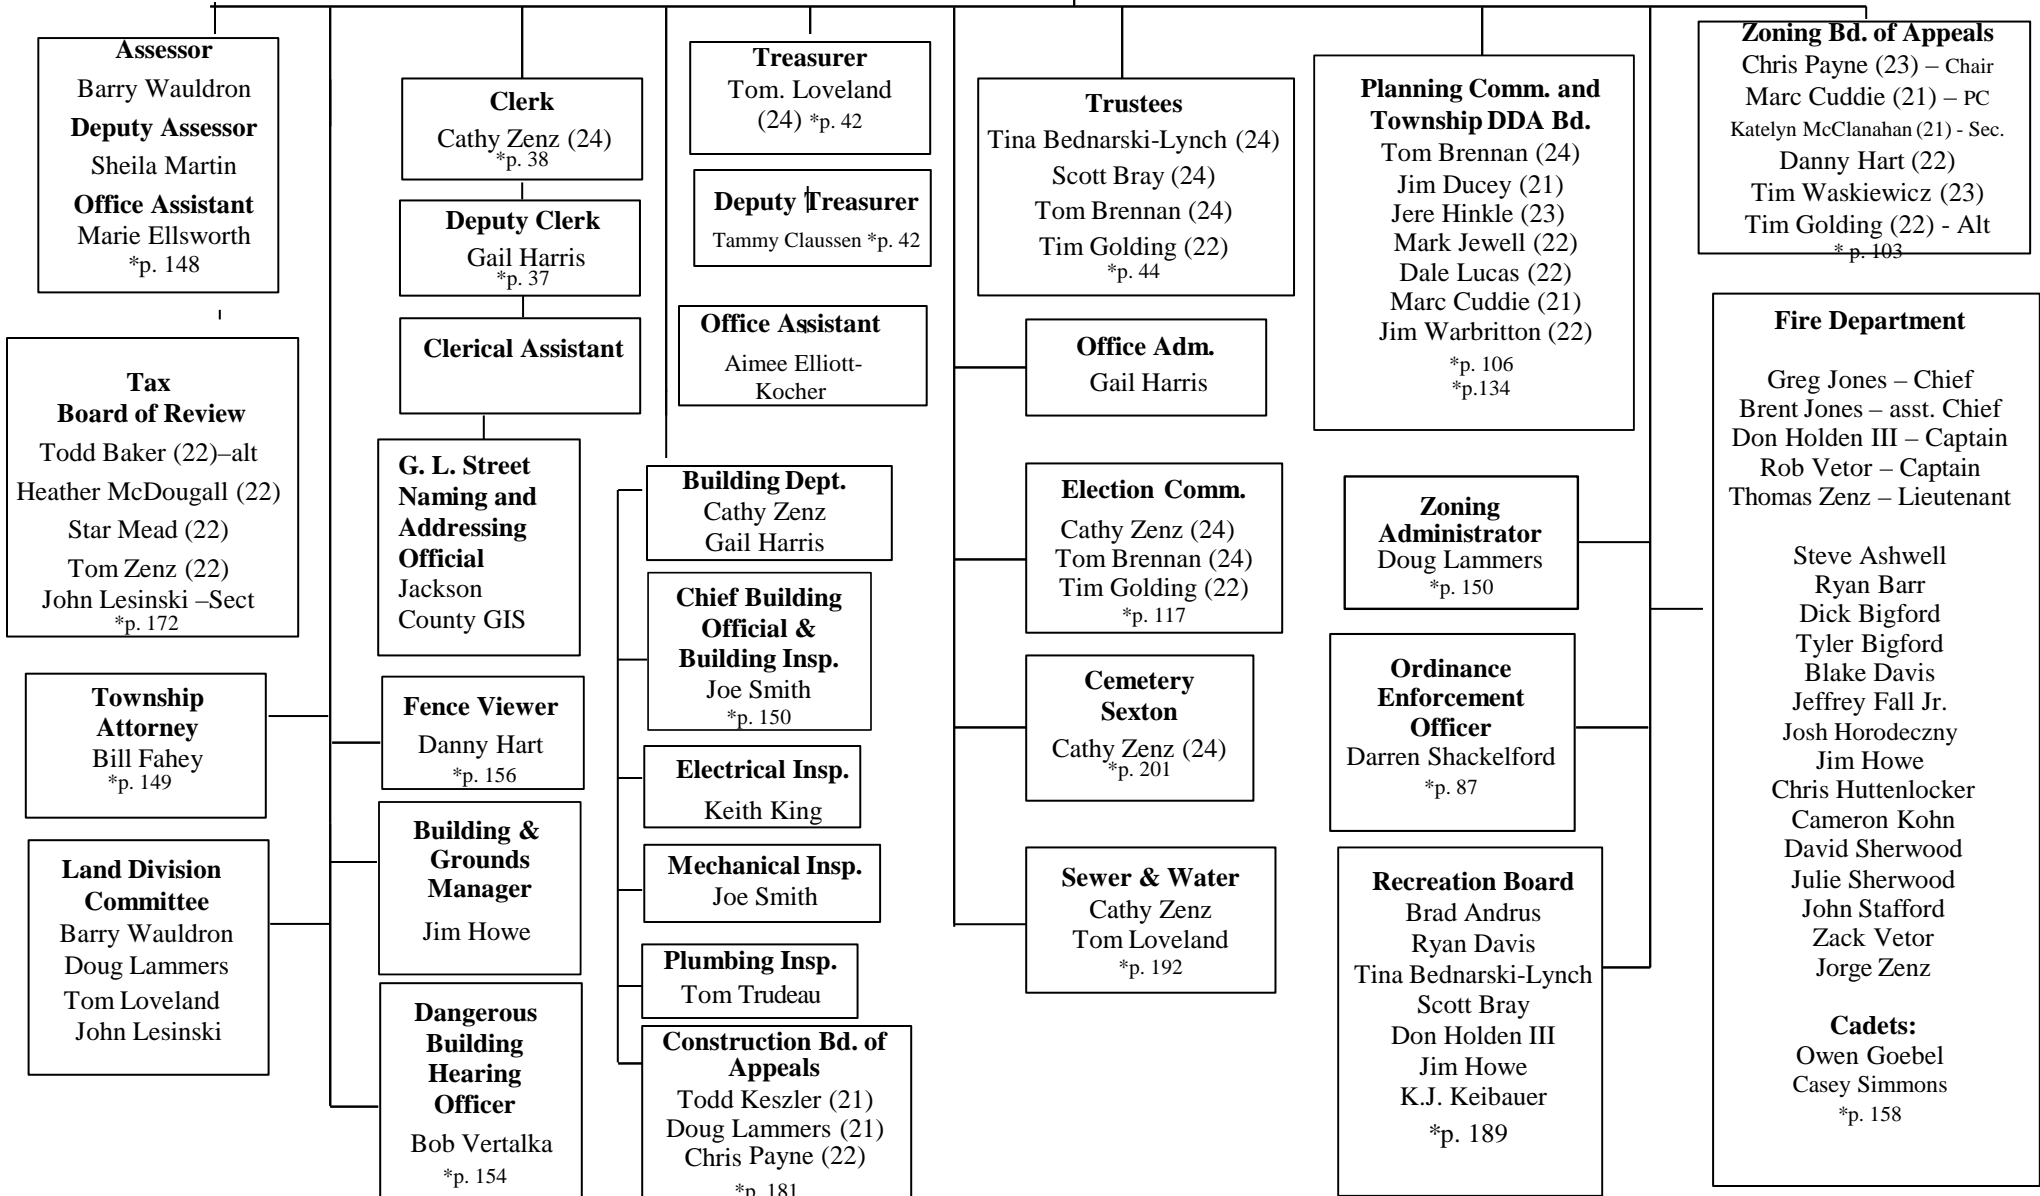 Assessor
Barry Wauldron
Deputy Assessor
Sheila Martin
Office Assistant
Marie Ellsworth
*p. 148
Tax
Board of Review
Todd Baker (22)–alt
Heather McDougall (22)
Star Mead (22)
Tom Zenz (22)
John Lesinski –Sect
*p. 172
Township
Attorney
Bill Fahey
*p. 149
Land Division
Committee
Barry Wauldron
Doug Lammers
Tom Loveland
John Lesinski
Clerk
Cathy Zenz (24)
*p. 38
Deputy Clerk
Gail Harris
*p. 37
Clerical Assistant
G. L. Street
Naming and
Addressing
Official
Jackson
County GIS
Fence Viewer
Danny Hart
*p. 156
Building &
Grounds
Manager
Jim Howe
Dangerous
Building
Hearing
Officer
Bob Vertalka
*p. 154
Treasurer
Tom. Loveland
(24) *p. 42
Deputy Treasurer
Tammy Claussen *p. 42
Office Assistant
Aimee Elliott-
Kocher
Building Dept.
Cathy Zenz
Gail Harris
Chief Building
Official &
Building Insp.
Joe Smith
*p. 150
Electrical Insp.
Keith King
Mechanical Insp.
Joe Smith
Plumbing Insp.
Tom Trudeau
Construction Bd. of
Appeals
Todd Keszler (21)
Doug Lammers (21)
Chris Payne (22)
*p. 181
Trustees
Tina Bednarski-Lynch (24)
Scott Bray (24)
Tom Brennan (24)
Tim Golding (22)
*p. 44
Office Adm.
Gail Harris
Election Comm.
Cathy Zenz (24)
Tom Brennan (24)
Tim Golding (22)
*p. 117
Cemetery
Sexton
Cathy Zenz (24)
*p. 201
Sewer & Water
Cathy Zenz
Tom Loveland
*p. 192
Planning Comm. and
Township DDA Bd.
Tom Brennan (24)
Jim Ducey (21)
Jere Hinkle (23)
Mark Jewell (22)
Dale Lucas (22)
Marc Cuddie (21)
Jim Warbritton (22)
*p. 106
*p.134
Zoning
Administrator
Doug Lammers
*p. 150
Ordinance
Enforcement
Officer
Darren Shackelford
*p. 87
Recreation Board
Brad Andrus
Ryan Davis
Tina Bednarski-Lynch
Scott Bray
Don Holden III
Jim Howe
K.J. Keibauer
*p. 189
Zoning Bd. of Appeals
Chris Payne (23) – Chair
Marc Cuddie (21) – PC
Katelyn McClanahan (21) - Sec.
Danny Hart (22)
Tim Waskiewicz (23)
Tim Golding (22) - Alt
* p. 103
Fire Department
Greg Jones – Chief
Brent Jones – asst. Chief
Don Holden III – Captain
Rob Vetor – Captain
Thomas Zenz – Lieutenant
Steve Ashwell
Ryan Barr
Dick Bigford
Tyler Bigford
Blake Davis
Jeffrey Fall Jr.
Josh Horodeczny
Jim Howe
Chris Huttenlocker
Cameron Kohn
David Sherwood
Julie Sherwood
John Stafford
Zack Vetor
Jorge Zenz
Cadets:
Owen Goebel
Casey Simmons
*p. 158